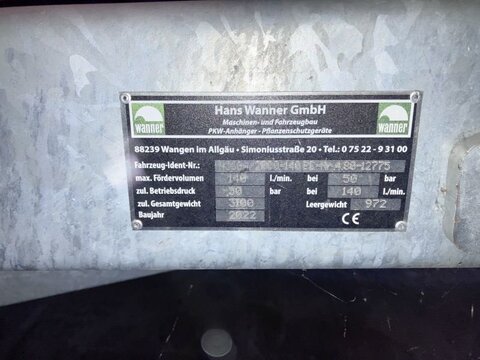 wanner
Hans Wanner GmbH
Maschinen- und Fahrzeugbau
PKW-Anhänger - Pflanzenschutzgeräte
wanner
88239 Wangen im Allgäu • Simoniusstraße 20 • Tel.: 0 75 22 - 9 31 00
Fahrzeug-Ident-Nr.:
max. Fördervolumen 140 l./min. bei 50 bar
zul. Betriebsdruck 50 bar bei 140 l./min.
zul. Gesamtgewicht 3100 Leergewicht 972
Baujahr 2022 CE